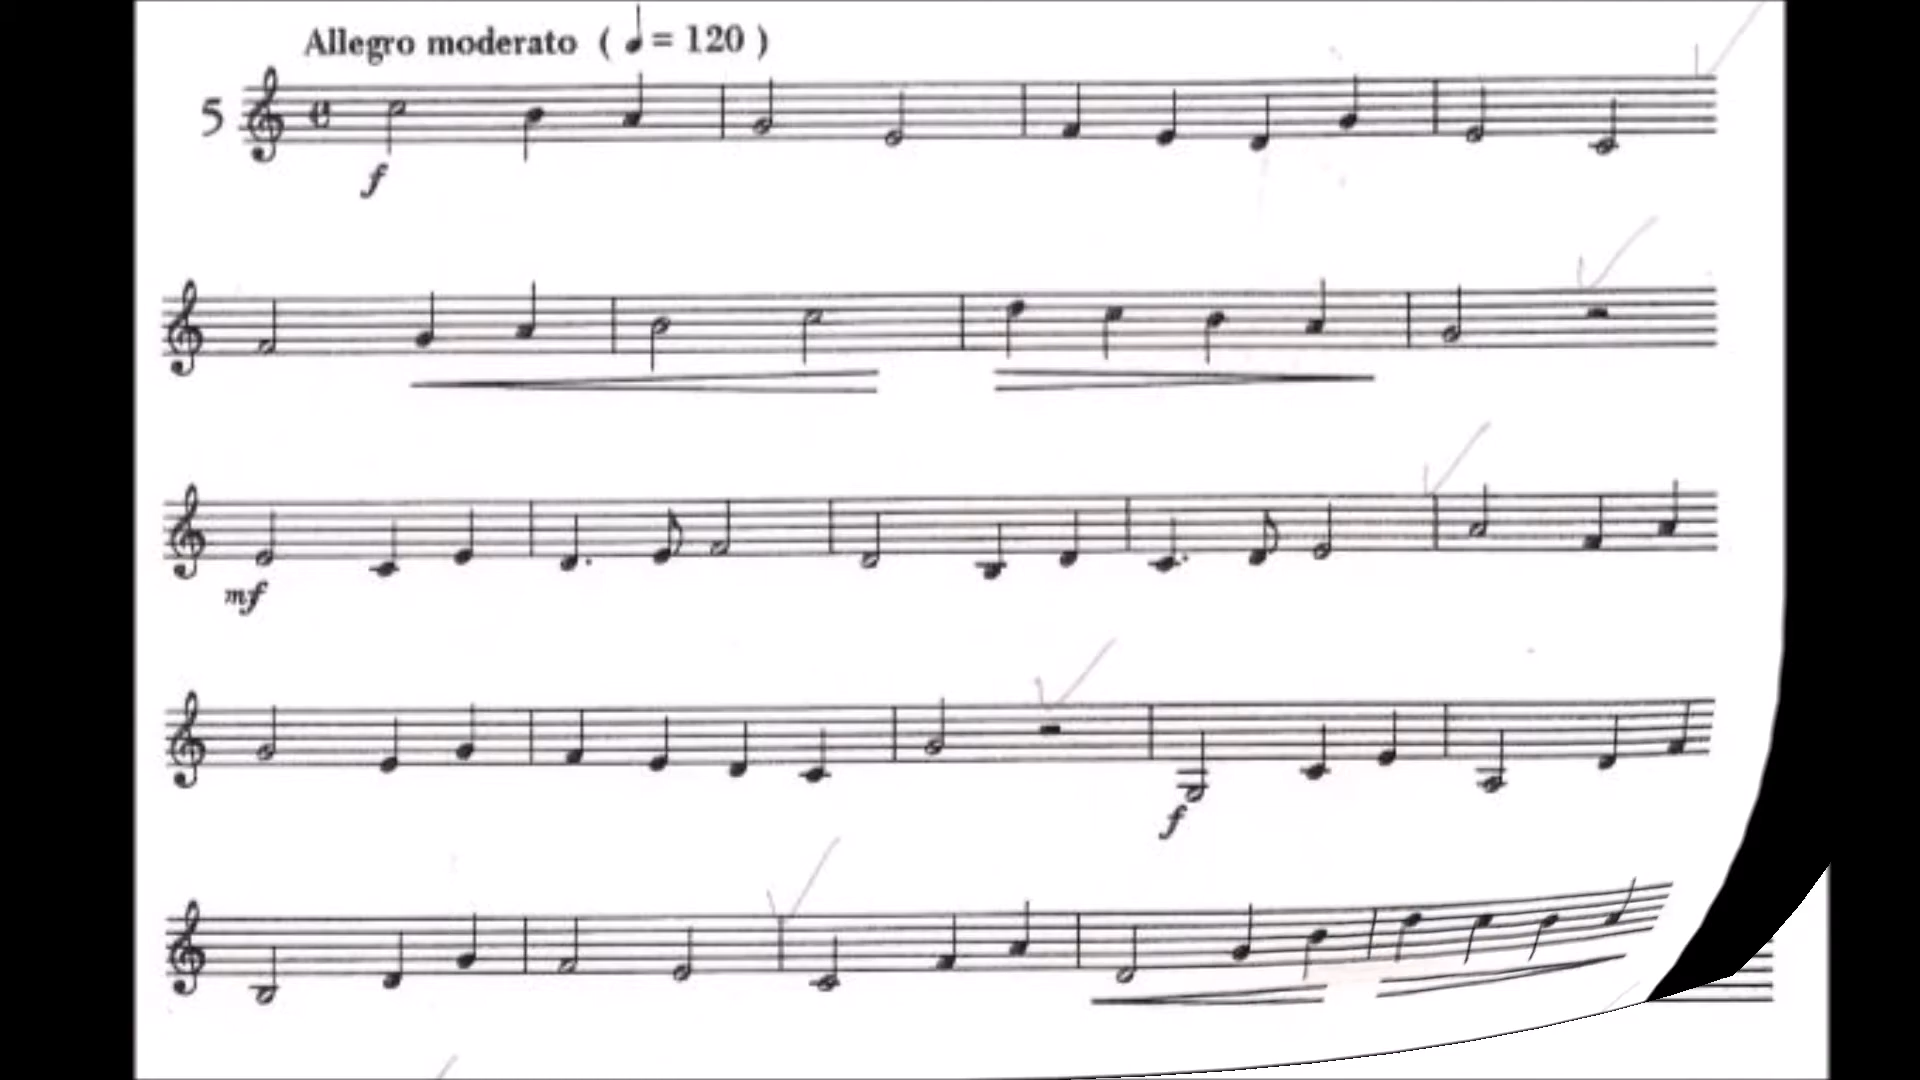 Allegro moderato ( ♩ = 120 )
5
f
mf
f